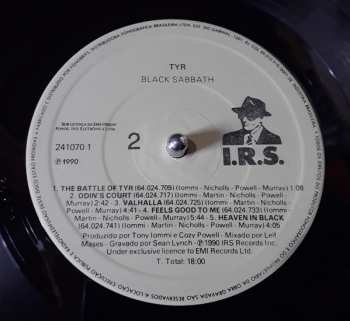 TYR
BLACK SABBATH
241070.1
2
℗ 1990
I.R.S.
1. THE BATTLE OF TYR (64.024.709) (Iommi - Nicholls - Powell - Murray) 1:08
2 - ODIN'S COURT (64.024.717) (Iommi - Martin - Nicholls - Powell -
Murray) 2:42 - 3. VALHALLA (64.024.725) (Iommi - Martin - Nicholls -
Powell - Murray) 4:41 - 4. FEELS GOOD TO ME (64.024.733) (Iommi -
Martin - Nicholls - Powell - Murray) 5:44 - 5. HEAVEN IN BLACK
(64.024.741) (Iommi - Martin - Nicholls - Powell - Murray) 4:05
Produzido por Tony Iommi e Cozy Powell - Mixado por Leif
Mases - Gravado por Sean Lynch - ℗ 1990 IRS Records Inc.
Under exclusive licence to EMI Records Ltd.
T. Total: 18:00